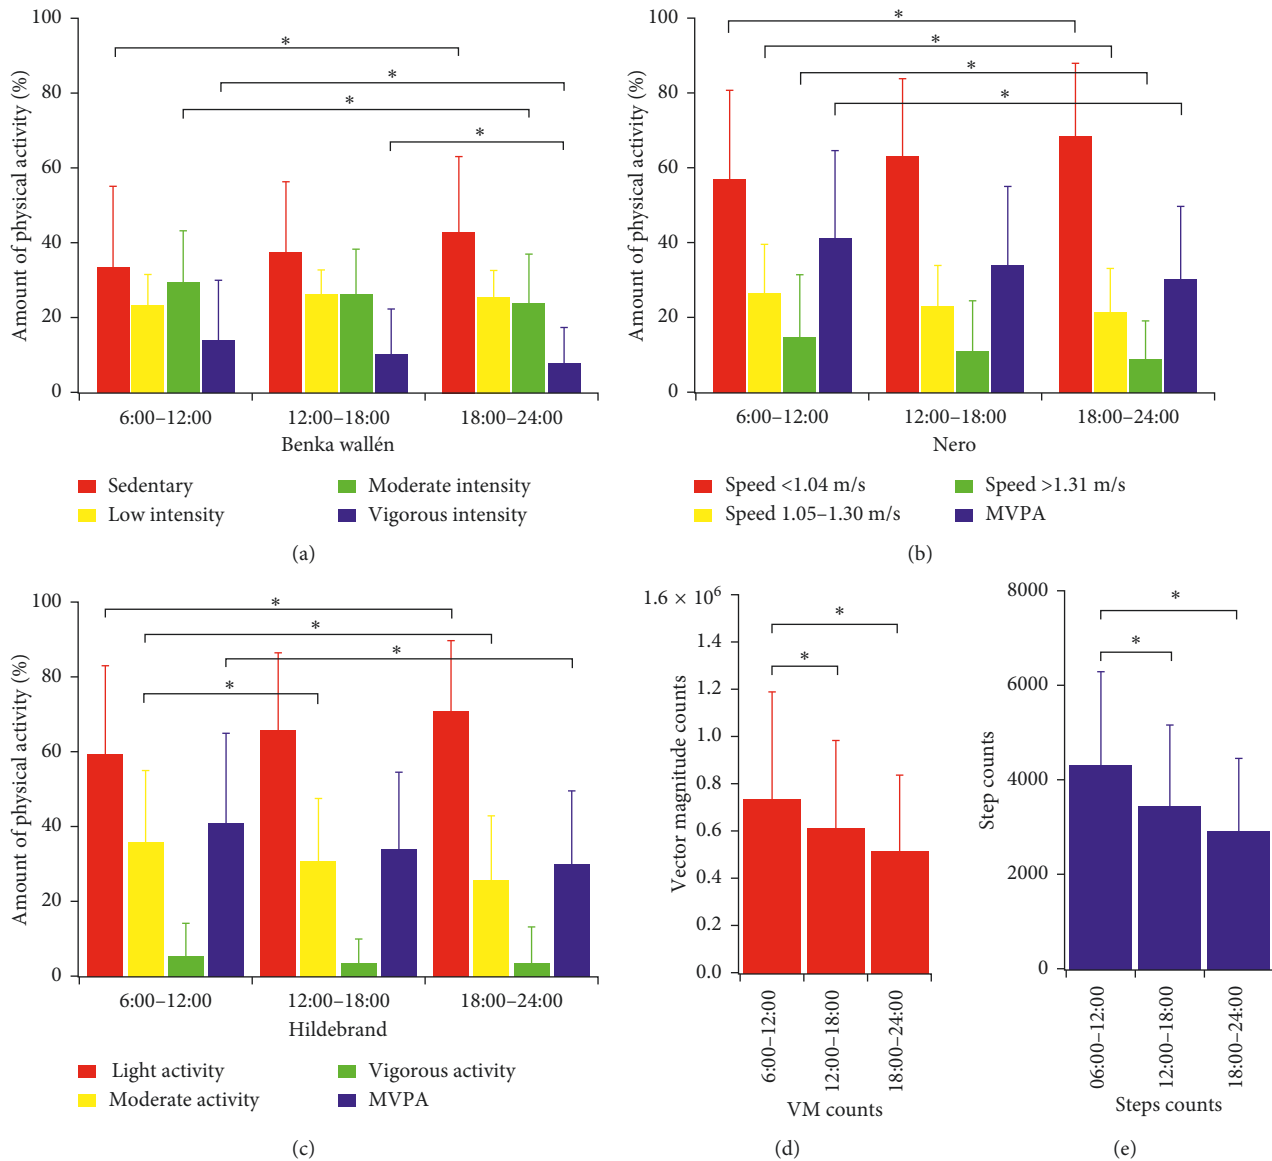 100
80
60
40
20
0
Amount of physical activity (%)
*
*
*
*
6:00–12:00
12:00–18:00
18:00–24:00
Benka wallén
Sedentary
Low intensity
Moderate intensity
Vigorous intensity
(a)
100
80
60
40
20
0
Amount of physical activity (%)
*
*
*
*
6:00–12:00
12:00–18:00
18:00–24:00
Nero
Speed <1.04 m/s
Speed 1.05–1.30 m/s
Speed >1.31 m/s
MVPA
(b)
100
80
60
40
20
0
Amount of physical activity (%)
*
*
*
*
6:00–12:00
12:00–18:00
18:00–24:00
Hildebrand
Light activity
Moderate activity
Vigorous activity
MVPA
(c)
1.6 × 10⁶
1.4
1.2
1.0
0.8
0.6
0.4
0.2
0.0
Vector magnitude counts
*
*
6:00–12:00
12:00–18:00
18:00–24:00
VM counts
(d)
8000
6000
4000
2000
0
Step counts
*
*
06:00–12:00
12:00–18:00
18:00–24:00
Steps counts
(e)